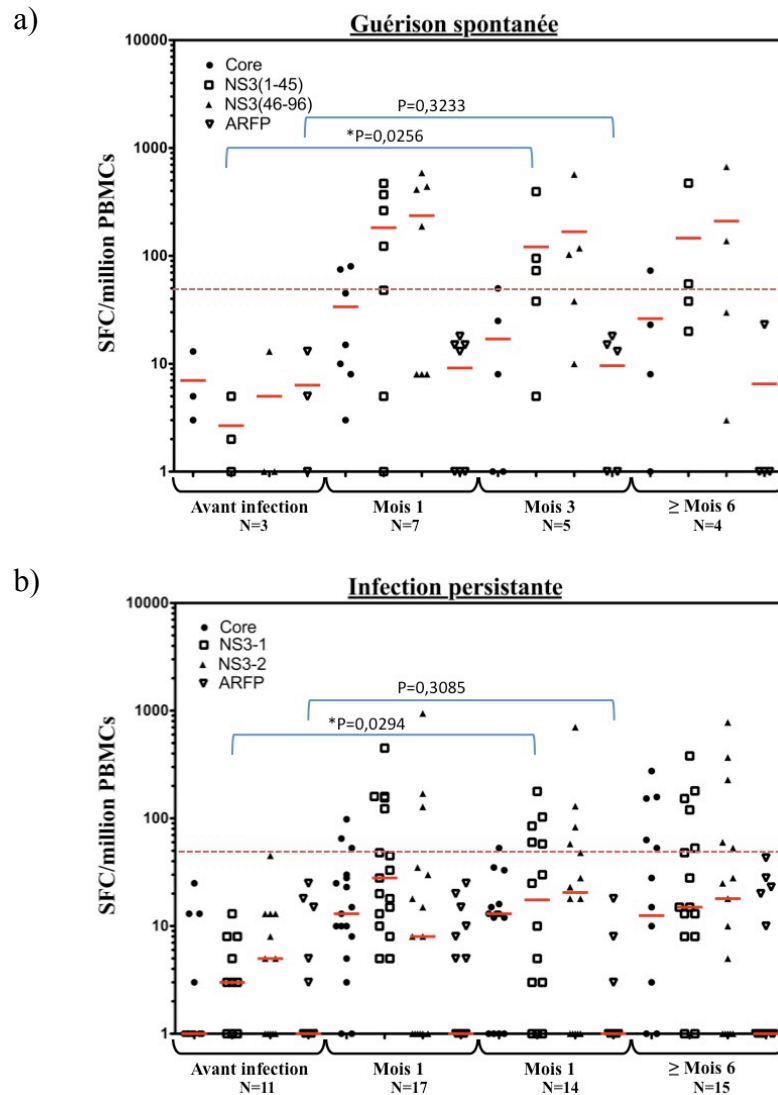 a)
Guérison spontanée
10000
Core
NS3(1-45)
NS3(46-96)
ARFP
P=0,3233
1000
*P=0,0256
SFC/million PBMCs
100
10
1
Avant infection
N=3
Mois 1
N=7
Mois 3
N=5
≥ Mois 6
N=4
b)
Infection persistante
10000
Core
NS3-1
NS3-2
ARFP
P=0,3085
1000
*P=0,0294
SFC/million PBMCs
100
10
1
Avant infection
N=11
Mois 1
N=17
Mois 1
N=14
≥ Mois 6
N=15